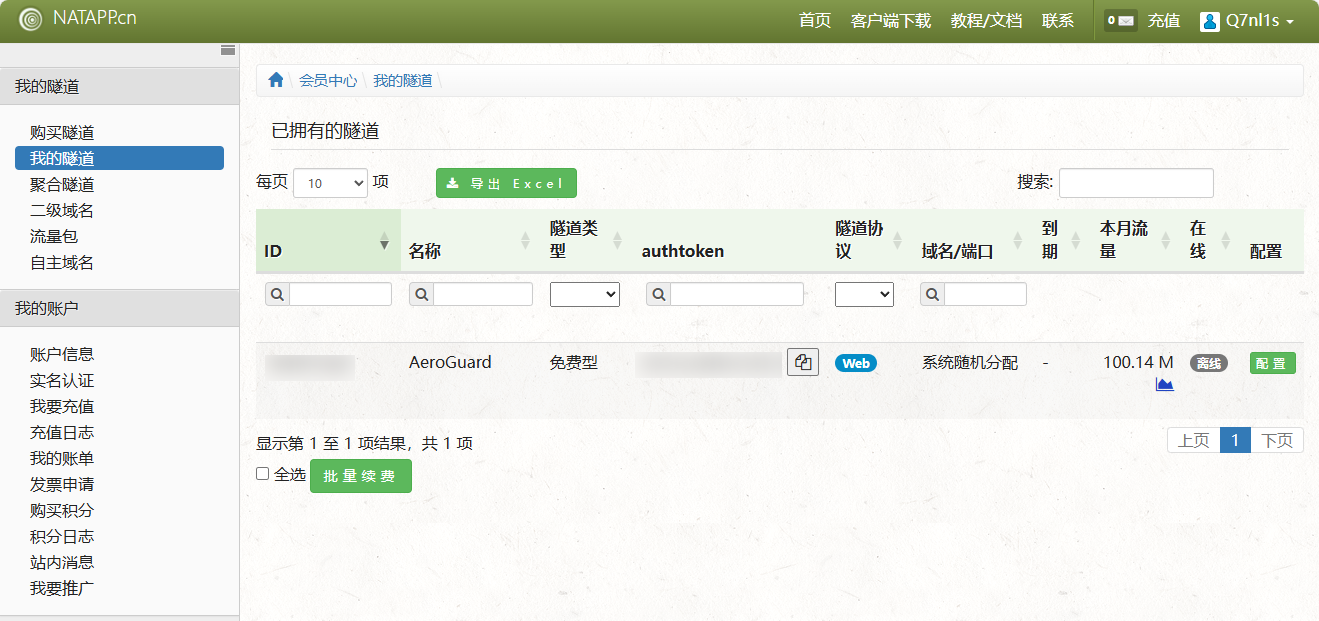 NATAPP.cn
首页 客户端下载 教程/文档 联系 0 充值 Q7nl1s
我的隧道
购买隧道
我的隧道
聚合隧道
二级域名
流量包
自主域名
我的账户
账户信息
实名认证
我要充值
充值日志
我的账单
发票申请
购买积分
积分日志
站内消息
我要推广
会员中心 \ 我的隧道 \
已拥有的隧道
每页 10 项 导出 Excel 搜索:
ID 名称 隧道类型 authtoken 隧道协议 域名/端口 到期 本月流量 在线 配置
AeroGuard 免费型 Web 系统随机分配 - 100.14 M 离线 配置
显示第 1 至 1 项结果，共 1 项
上页 1 下页
全选 批量续费